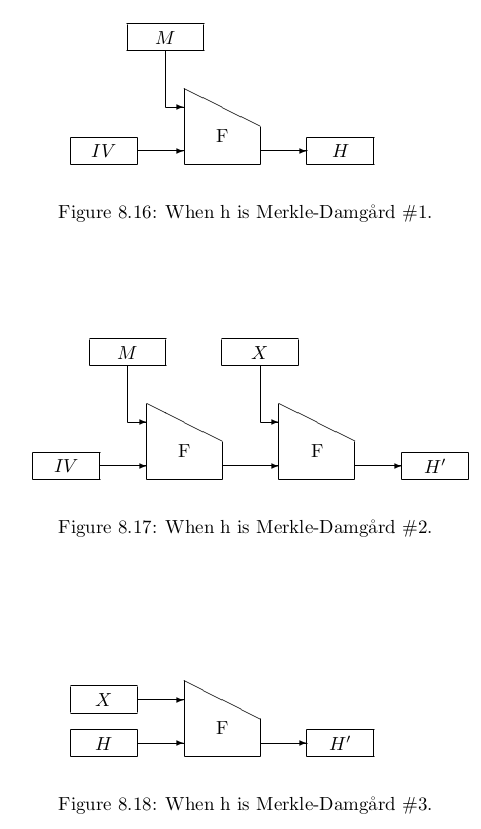 M
F
IV
H
Figure 8.16: When h is Merkle-Damgård #1.
M
X
F
F
IV
H′
Figure 8.17: When h is Merkle-Damgård #2.
X
F
H
H′
Figure 8.18: When h is Merkle-Damgård #3.